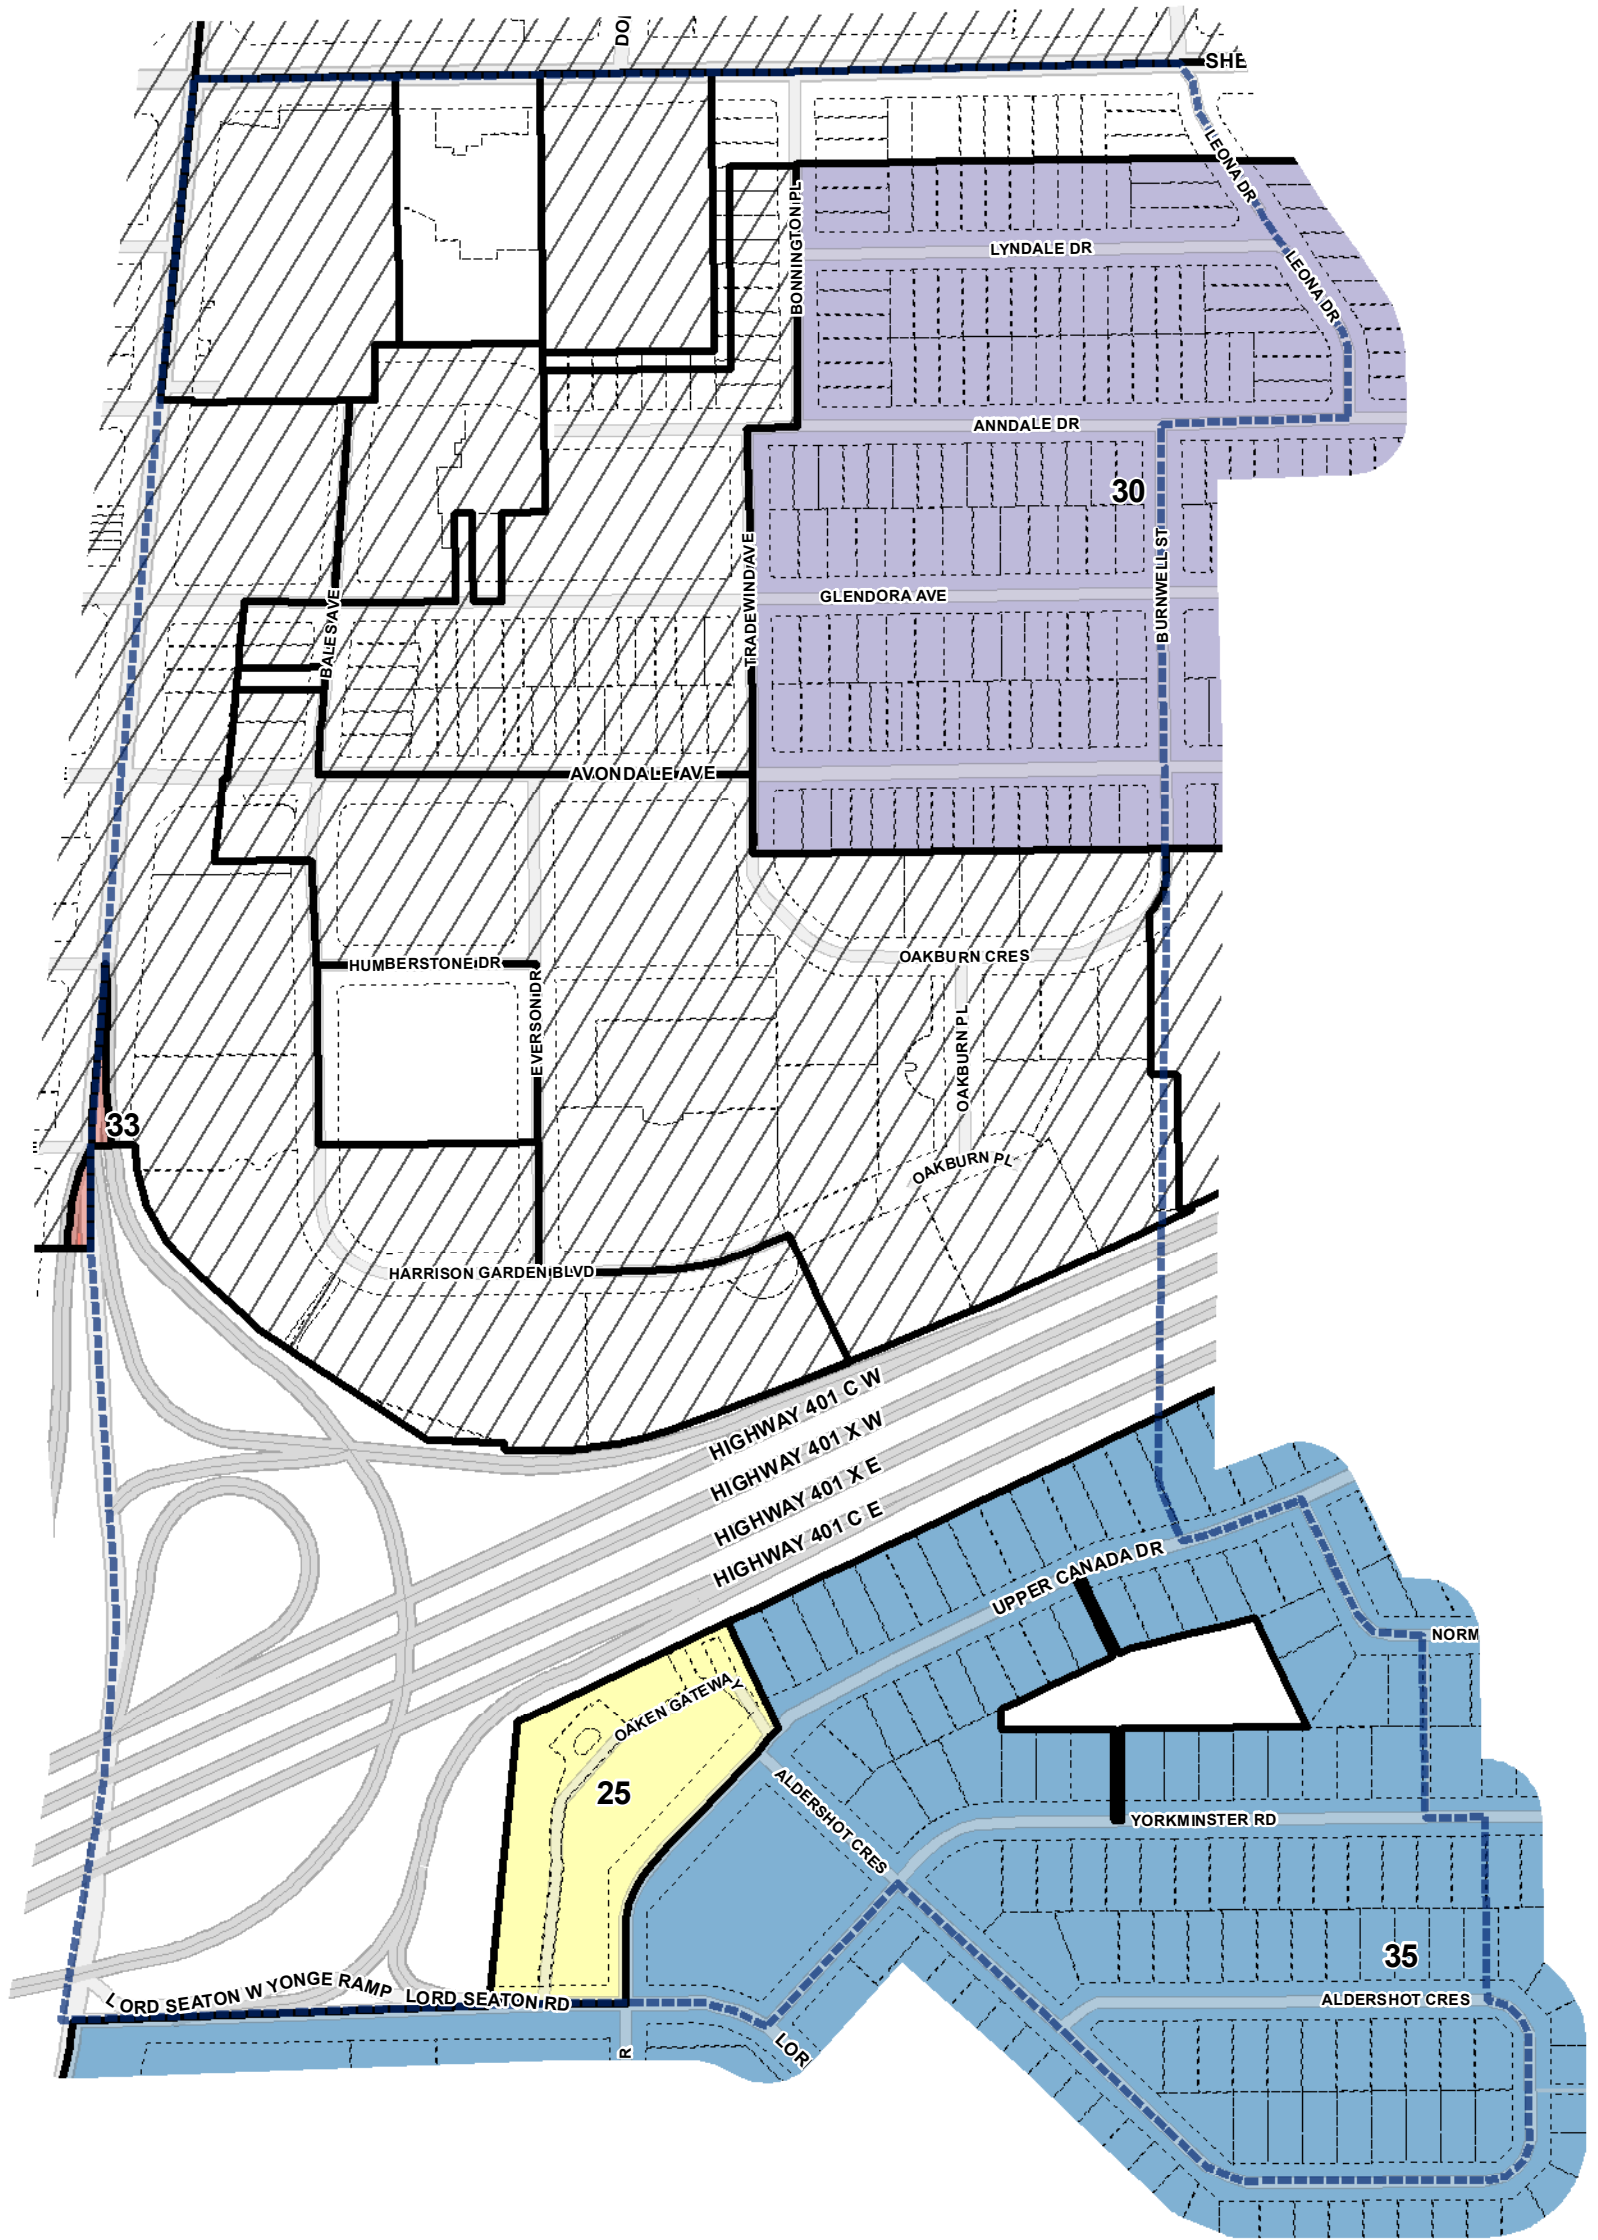 DO
SHE
LEONA DR
BONNINGTON PL
LYNDALE DR
LEONA DR
ANNDALE DR
30
TRADEWIND AVE
BURNWELL ST
BALES AVE
GLENDORA AVE
AVONDALE AVE
HUMBERSTONE DR
OAKBURN CRES
EVERSON DR
OAKBURN PL
33
OAKBURN PL
HARRISON GARDEN BLVD
HIGHWAY 401 C W
HIGHWAY 401 X W
HIGHWAY 401 X E
HIGHWAY 401 C E
UPPER CANADA DR
NORM
OAKEN GATEWAY
25
ALDERSHOT CRES
YORKMINSTER RD
35
LORD SEATON W YONGE RAMP
LORD SEATON RD
ALDERSHOT CRES
R
LOR